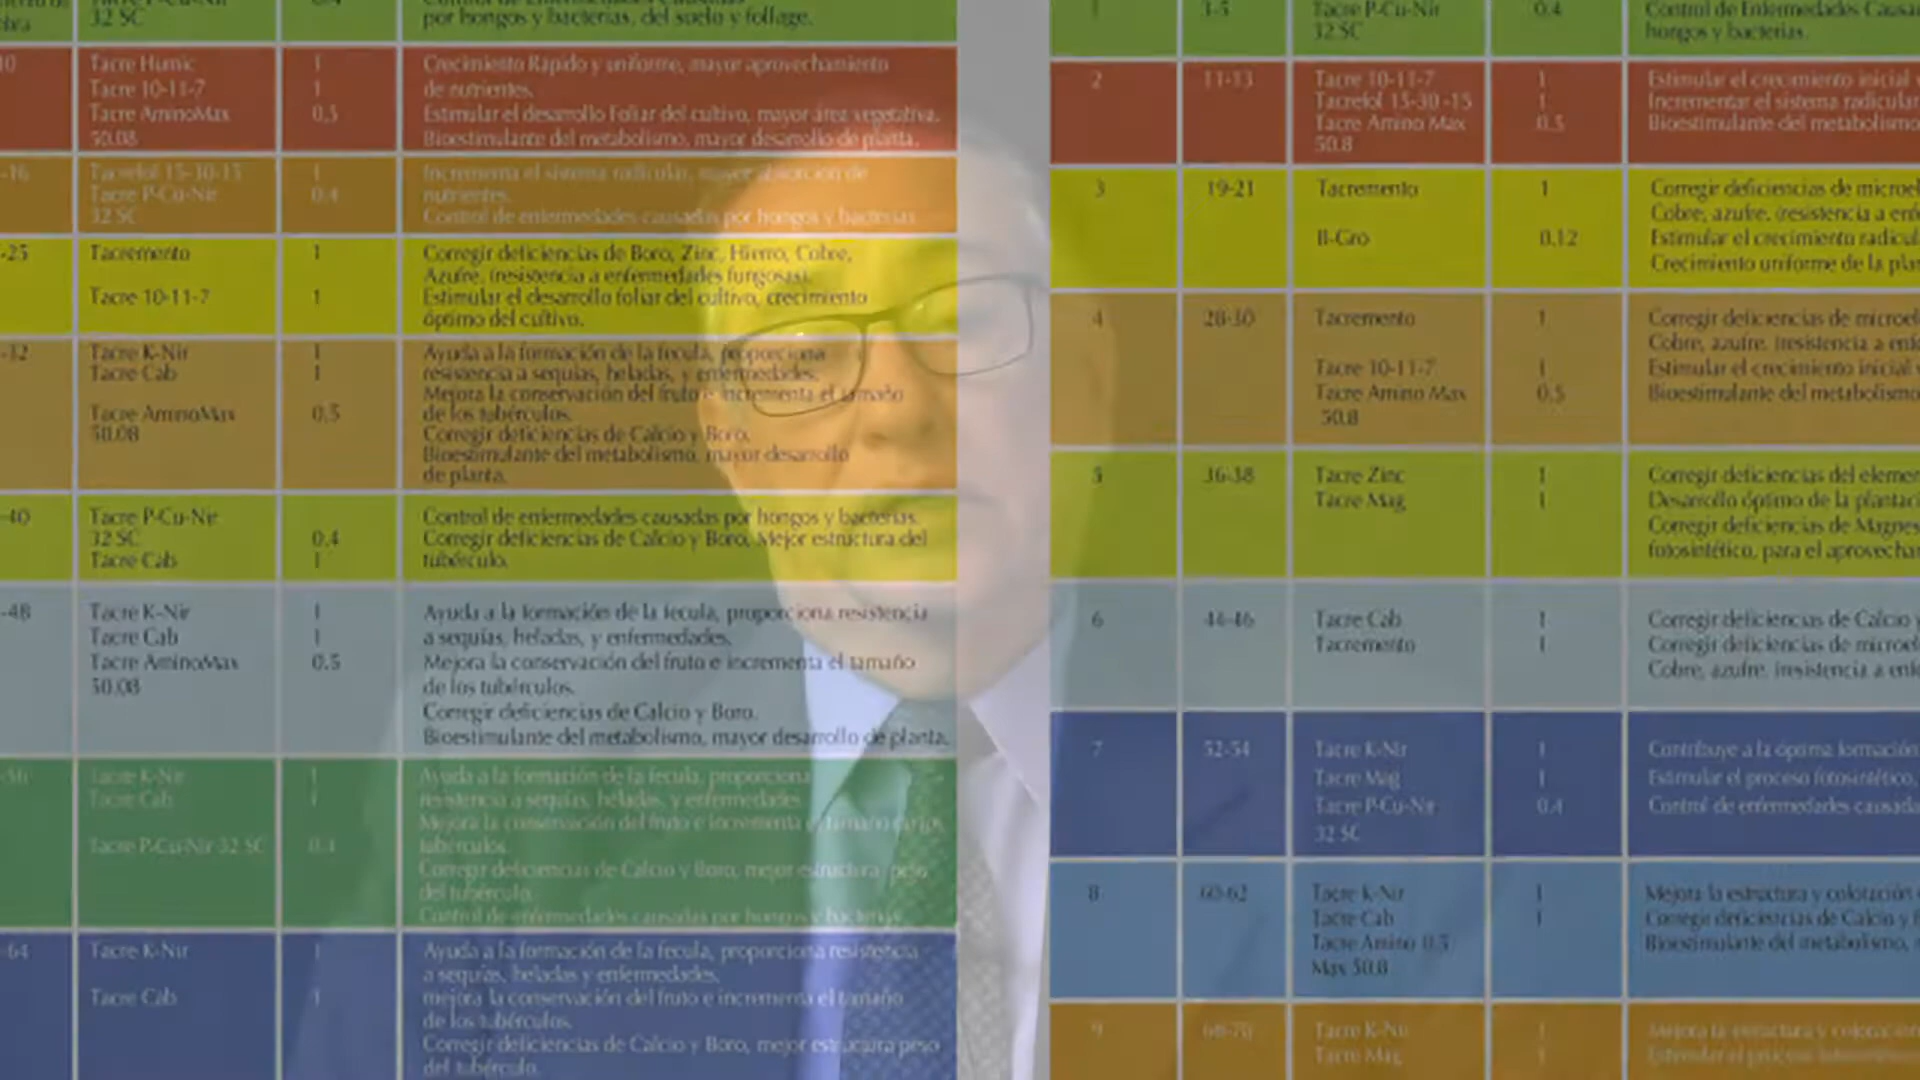 Tacre P-Cu-Nir
32 SC
0.4
por hongos y bacterias, del suelo y follage.
10
Tacre Humic
1
Crecimiento Rapido y uniforme, mayor aprovechamiento
de nutrientes.
Tacre 10-11-7
1
Estimular el desarrollo foliar del cultivo, mayor área vegetativa.
Tacre AminoMax
50.08
0.5
Bioestimulante del metabolismo, mayor desarrollo de planta.
-16
Tacrefol 15-30-15
1
Incrementa el sistema radicular, mayor absorción de
nutrientes.
Tacre P-Cu-Nir
32 SC
0.4
Control de enfermedades causadas por hongos y bacterias
-25
Tacremento
1
Corregir deficiencias de Boro, Zinc, Hierro, Cobre,
Azufre, (resistencia a enfermedades fungosas).
Tacre 10-11-7
1
Estimular el desarrollo foliar del cultivo, crecimiento
óptimo del cultivo.
-32
Tacre K-Nir
1
Tacre Cab
1
Tacre AminoMax
50.08
0.5
Ayuda a la formación de la fecula, proporciona
resistencia a sequías, heladas, y enfermedades.
Mejora la conservación del fruto e incrementa el tamaño
de los tubérculos.
Corregir deficiencias de Calcio y Boro.
Bioestimulante del metabolismo, mayor desarrollo
de planta.
-40
Tacre P-Cu-Nir
32 SC
0.4
Tacre Cab
1
Control de enfermedades causadas por hongos y bacterias.
Corregir deficiencias de Calcio y Boro, Mejor estructura del
tubérculo.
-48
Tacre K-Nir
1
Tacre Cab
1
Tacre AminoMax
50.08
0.5
Ayuda a la formación de la fecula, proporciona resistencia
a sequías, heladas, y enfermedades.
Mejora la conservación del fruto e incrementa el tamaño
de los tubérculos.
Corregir deficiencias de Calcio y Boro.
Bioestimulante del metabolismo, mayor desarrollo de planta.
-56
Tacre K-Nir
1
Tacre Cab
1
Tacre P-Cu-Nir 32 SC
0.4
Ayuda a la formación de la fecula, proporciona
resistencia a sequías, heladas, y enfermedades
Mejora la conservación del fruto e incrementa el tamaño de los
tubérculos.
Corregir deficiencias de Calcio y Boro, mejor estructura peso
del tubérculo.
Control de enfermedades causadas por hongos y bacterias.
-64
Tacre K-Nir
1
Tacre Cab
1
Ayuda a la formación de la fecula, proporciona resistencia
a sequías, heladas y enfermedades,
mejora la conservación del fruto e incrementa el tamaño
de los tubérculos.
Corregir deficiencias de Calcio y Boro, mejor estructura peso
del tubérculo.
1
3-5
Tacre P-Cu-Nir
32 SC
0.4
Control de Enfermedades Causa
hongos y bacterias.
2
11-13
Tacre 10-11-7
1
Estimular el crecimiento inicial
Tacrefol 15-30-15
1
Incrementar el sistema radicular
Tacre Amino Max
50.8
0.5
Bioestimulante del metabolismo
3
19-21
Tacremento
1
B-Gro
0.12
Corregir deficiencias de microel
Cobre, azufre, (resistencia a enf
Estimular el crecimiento radicul
Crecimiento uniforme de la plan
4
28-30
Tacremento
1
Corregir deficiencias de microel
Cobre, azufre, (resistencia a enf
Tacre 10-11-7
1
Estimular el crecimiento inicial
Tacre Amino Max
50.8
0.5
Bioestimulante del metabolismo
5
36-38
Tacre Zinc
1
Tacre Mag
1
Corregir deficiencias del elemen
Desarrollo óptimo de la plantaci
Corregir deficiencias de Magnes
fotosintético, para el aprovechan
6
44-46
Tacre Cab
1
Tacremento
1
Corregir deficiencias de Calcio y
Corregir deficiencias de microel
Cobre, azufre, (resistencia a enf
7
52-54
Tacre K-Nir
1
Contribuye a la óptima formación
Tacre Mag
1
Estimular el proceso fotosintético,
Tacre P-Cu-Nir
32 SC
0.4
Control de enfermedades causada
8
60-62
Tacre K-Nir
1
Mejora la estructura y coloración
Tacre Cab
1
Corregir deficiencias de Calcio y
Tacre Amino 0.5
Max 50.8
Bioestimulante del metabolismo,
9
68-70
Tacre K-Nir
1
Mejora la estructura y colorac
Tacre Mag
1
Estimular el proceso